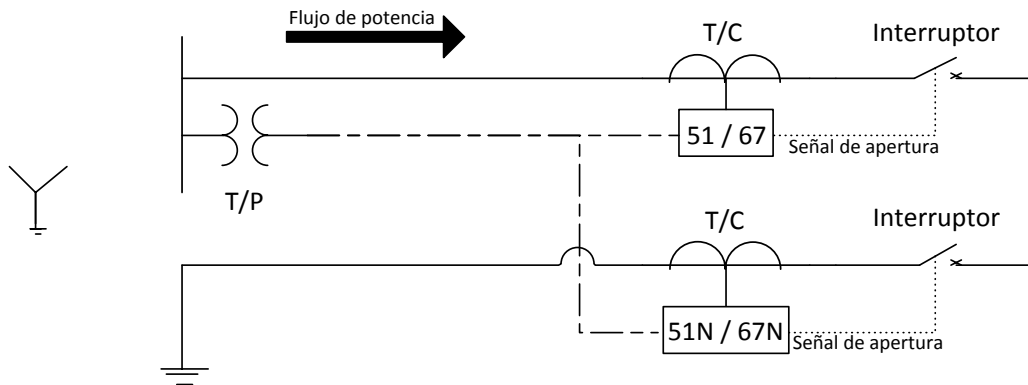 Flujo de potencia
T/C
Interruptor
51 / 67
Señal de apertura
T/P
T/C
Interruptor
51N / 67N
Señal de apertura